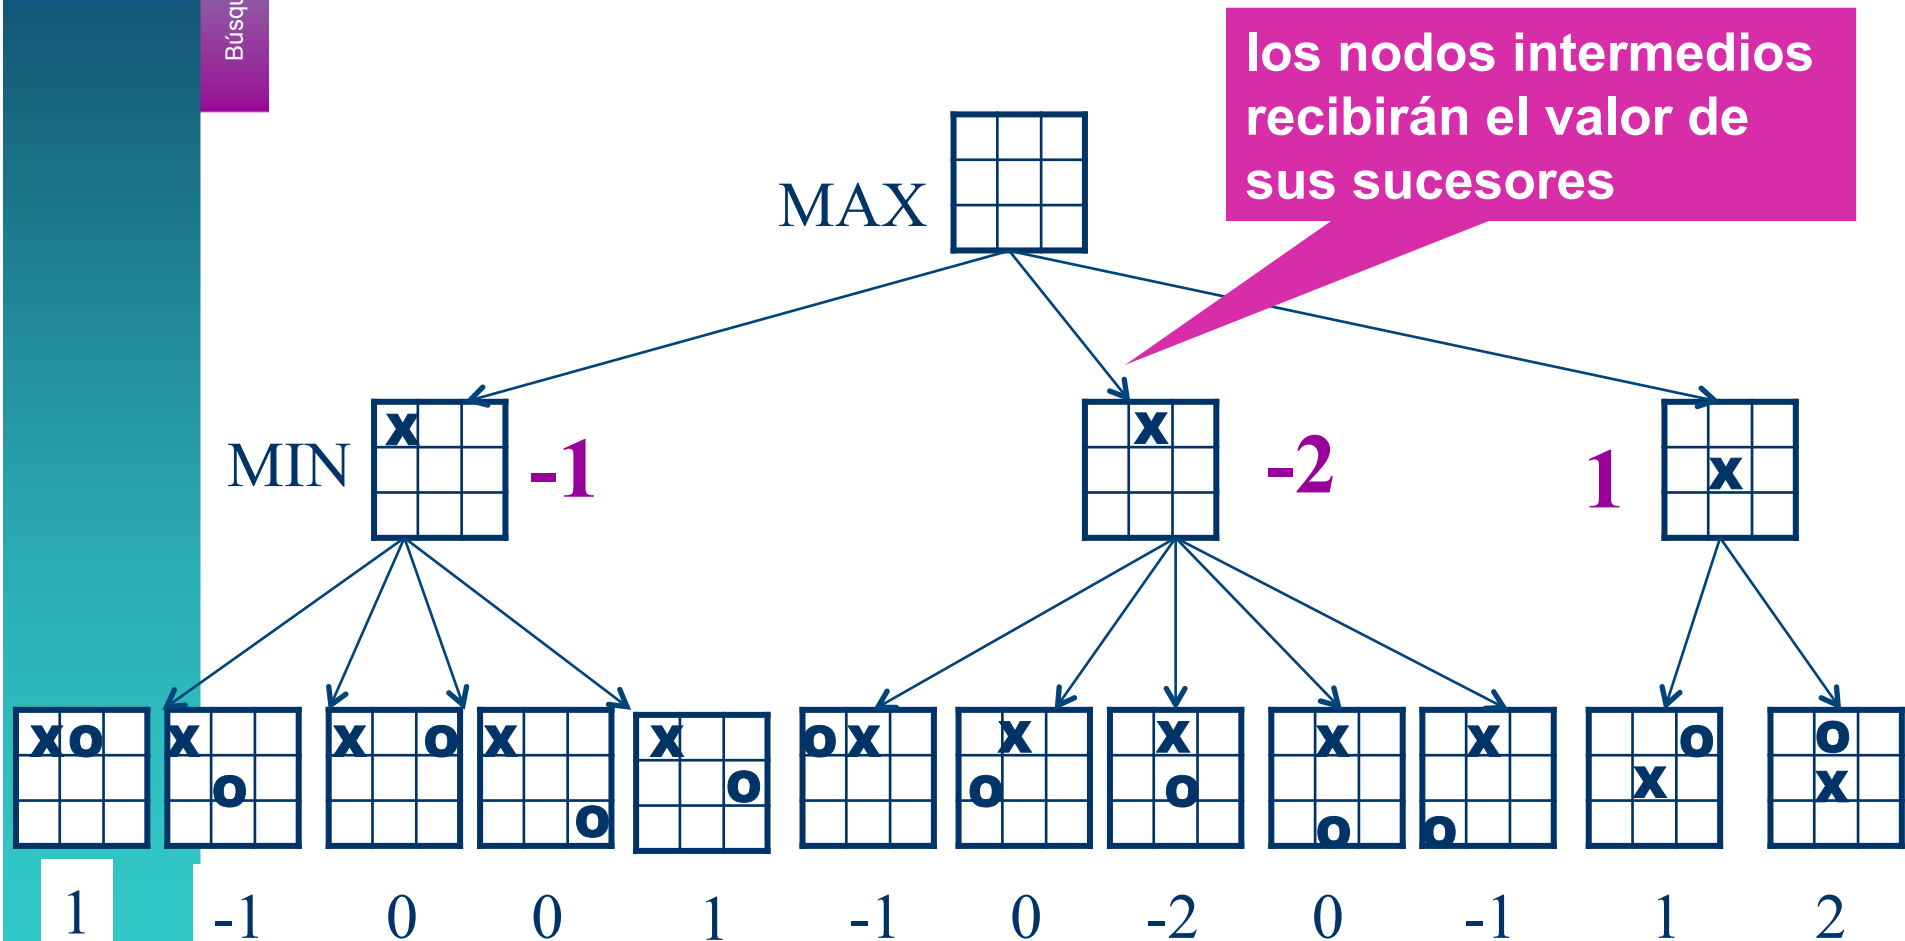 los nodos intermedios
recibirán el valor de
sus sucesores
MAX
MIN
x
-1
x
-2
1
x
x o
x
o
x o
x
o
x
o
o x
x
o
x
o
x
o
x
o
o
x
o
x
1 -1 0 0 1 -1 0 -2 0 -1 1 2